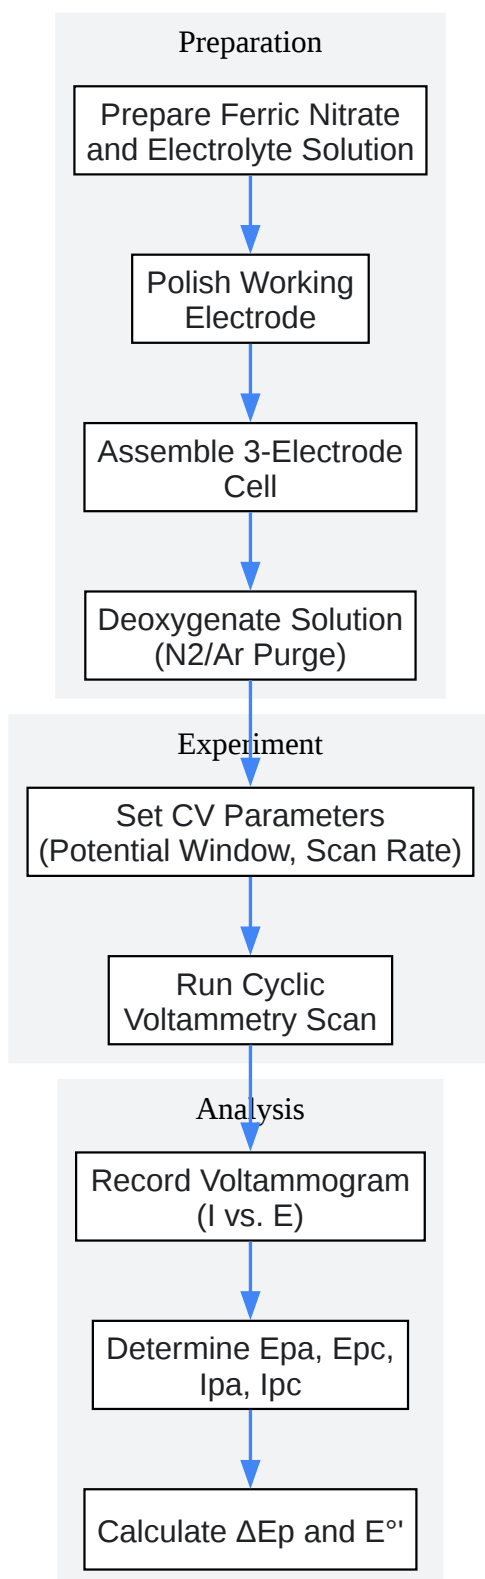 Preparation
Prepare Ferric Nitrate
and Electrolyte Solution
Polish Working
Electrode
Assemble 3-Electrode
Cell
Deoxygenate Solution
(N2/Ar Purge)
Experiment
Set CV Parameters
(Potential Window, Scan Rate)
Run Cyclic
Voltammetry Scan
Analysis
Record Voltammogram
(I vs. E)
Determine Epa, Epc,
Ipa, Ipc
Calculate ΔEp and E°'